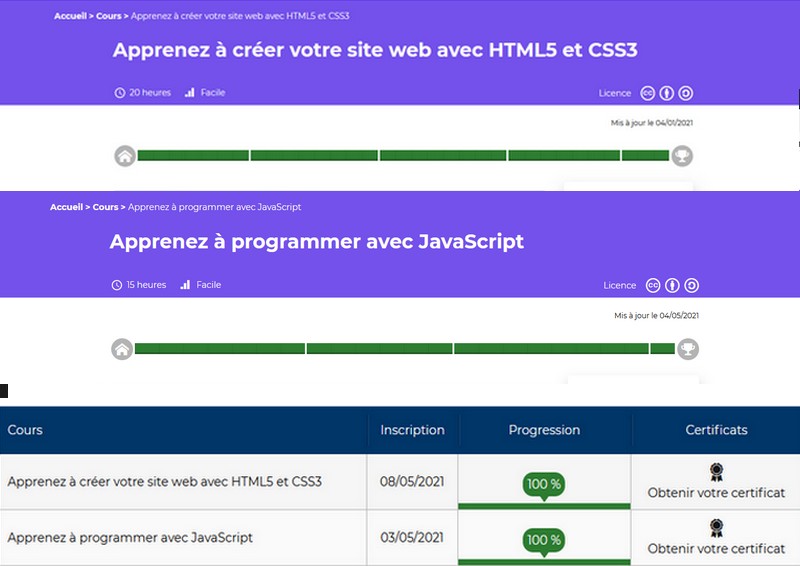 Accueil > Cours > Apprenez à créer votre site web avec HTML5 et CSS3
Apprenez à créer votre site web avec HTML5 et CSS3
20 heures Facile Licence cc
Mis à jour le 04/01/2021
Accueil > Cours > Apprenez à programmer avec JavaScript
Apprenez à programmer avec JavaScript
15 heures Facile Licence cc
Mis à jour le 04/05/2021
Cours Inscription Progression Certificats
Apprenez à créer votre site web avec HTML5 et CSS3 08/05/2021 100 % Obtenir votre certificat
Apprenez à programmer avec JavaScript 03/05/2021 100 % Obtenir votre certificat